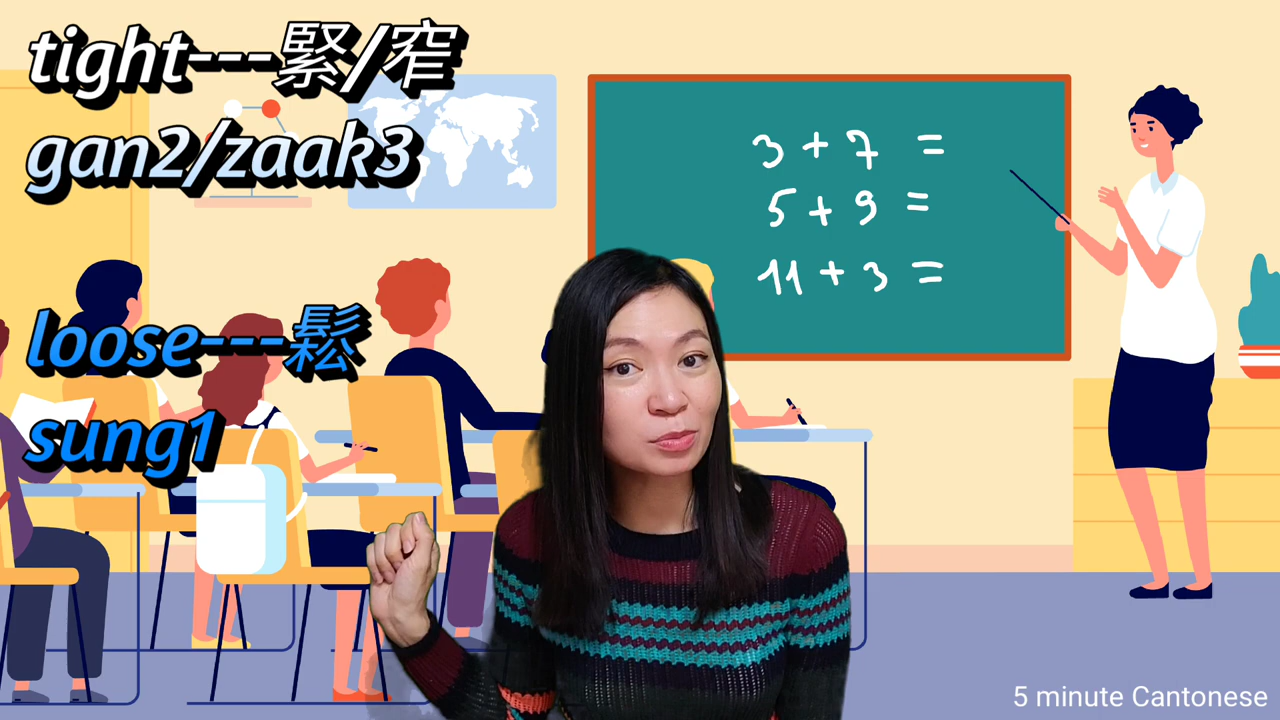 tight---緊/窄
gan2/zaak3
loose---鬆
sung1
3 + 7 =
5 + 9 =
11 + 3 =
5 minute Cantonese